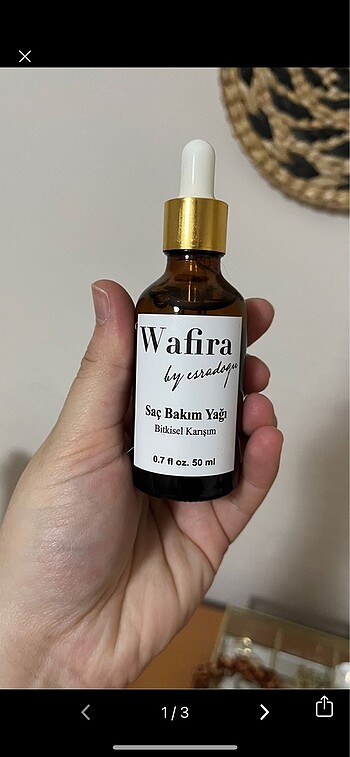 Wafira
by esradogu
Saç Bakım Yağı
Bitkisel Karışım
0.7 fl oz. 50 ml
1/3